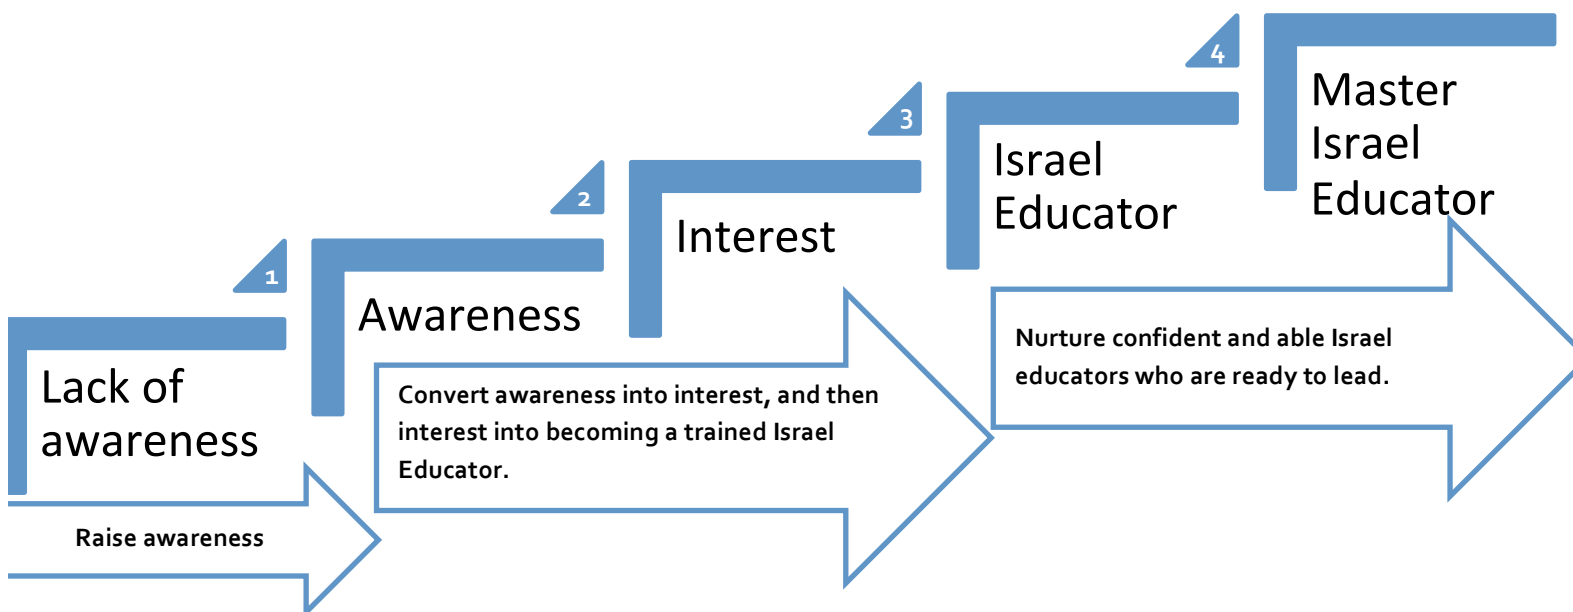 Lack of
awareness
1
Awareness
2
Interest
3
Israel
Educator
4
Master
Israel
Educator
Raise awareness
Convert awareness into interest, and then
interest into becoming a trained Israel
Educator.
Nurture confident and able Israel
educators who are ready to lead.